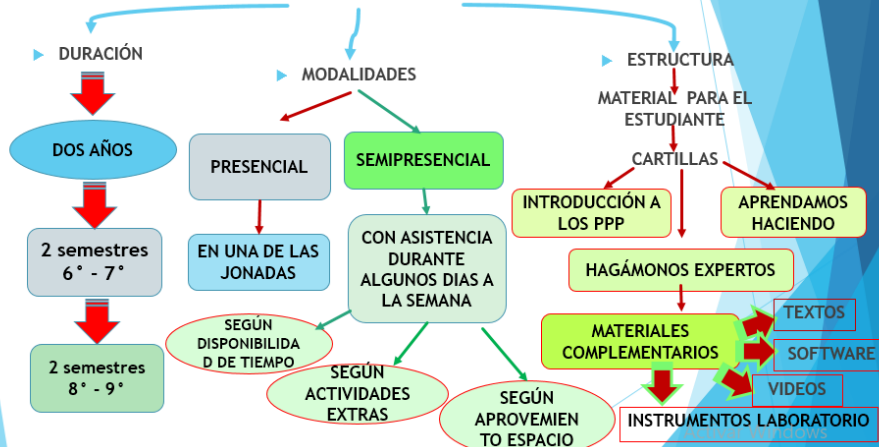 DURACIÓN
DOS AÑOS
2 semestres
6° - 7°
2 semestres
8° - 9°
MODALIDADES
PRESENCIAL
EN UNA DE LAS
JONADAS
SEMIPRESENCIAL
CON ASISTENCIA
DURANTE
ALGUNOS DIAS A
LA SEMANA
SEGÚN
DISPONIBILIDA
D DE TIEMPO
SEGÚN
ACTIVIDADES
EXTRAS
SEGÚN
APROVEMIEN
TO ESPACIO
ESTRUCTURA
MATERIAL PARA EL
ESTUDIANTE
CARTILLAS
INTRODUCCIÓN A
LOS PPP
APRENDAMOS
HACIENDO
HAGÁMONOS EXPERTOS
MATERIALES
COMPLEMENTARIOS
TEXTOS
SOFTWARE
VIDEOS
INSTRUMENTOS LABORATORIO